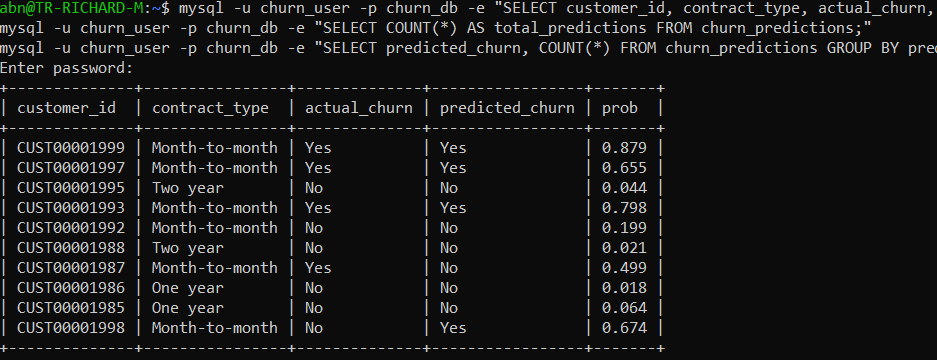 abn@TR-RICHARD-M:~$ mysql -u churn_user -p churn_db -e "SELECT customer_id, contract_type, actual_churn,
mysql -u churn_user -p churn_db -e "SELECT COUNT(*) AS total_predictions FROM churn_predictions;"
mysql -u churn_user -p churn_db -e "SELECT predicted_churn, COUNT(*) FROM churn_predictions GROUP BY pred
Enter password:
+--------------+----------------+--------------+-----------------+-------+
| customer_id | contract_type | actual_churn | predicted_churn | prob |
+--------------+----------------+--------------+-----------------+-------+
| CUST00001999 | Month-to-month | Yes | Yes | 0.879 |
| CUST00001997 | Month-to-month | Yes | Yes | 0.655 |
| CUST00001995 | Two year | No | No | 0.044 |
| CUST00001993 | Month-to-month | Yes | Yes | 0.798 |
| CUST00001992 | Month-to-month | No | No | 0.199 |
| CUST00001988 | Two year | No | No | 0.021 |
| CUST00001987 | Month-to-month | Yes | No | 0.499 |
| CUST00001986 | One year | No | No | 0.018 |
| CUST00001985 | One year | No | No | 0.064 |
| CUST00001998 | Month-to-month | No | Yes | 0.674 |
+--------------+----------------+--------------+-----------------+-------+